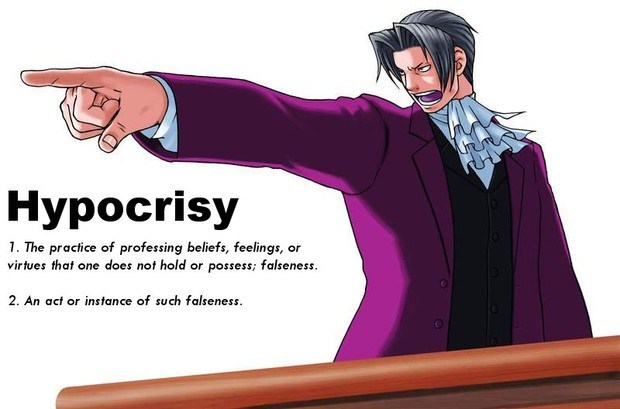 Hypocrisy
1. The practice of professing beliefs, feelings, or
virtues that one does not hold or possess; falseness.
2. An act or instance of such falseness.